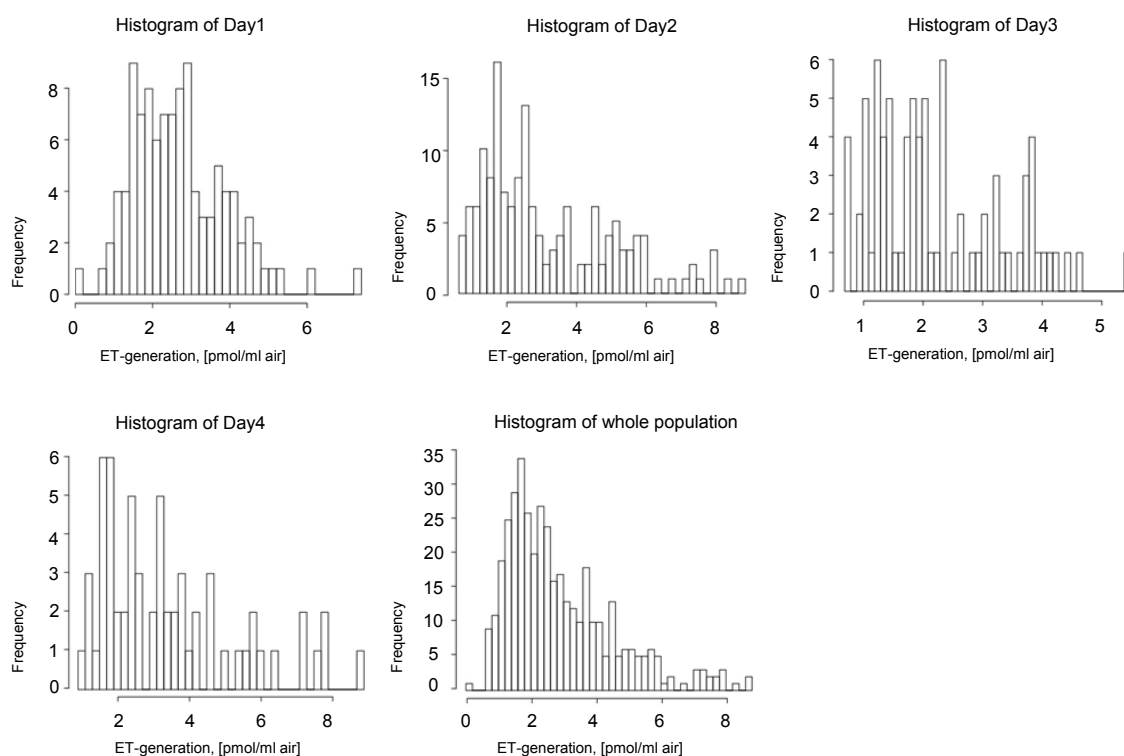 Histogram of Day1
8
6
4
2
0
Frequency
0 2 4 6
ET-generation, [pmol/ml air]
Histogram of Day2
15
10
5
0
Frequency
2 4 6 8
ET-generation, [pmol/ml air]
Histogram of Day3
6
5
4
3
2
1
0
Frequency
1 2 3 4 5
ET-generation, [pmol/ml air]
Histogram of Day4
6
5
4
3
2
1
0
Frequency
2 4 6 8
ET-generation, [pmol/ml air]
Histogram of whole population
35
30
25
20
15
10
5
0
Frequency
0 2 4 6 8
ET-generation, [pmol/ml air]